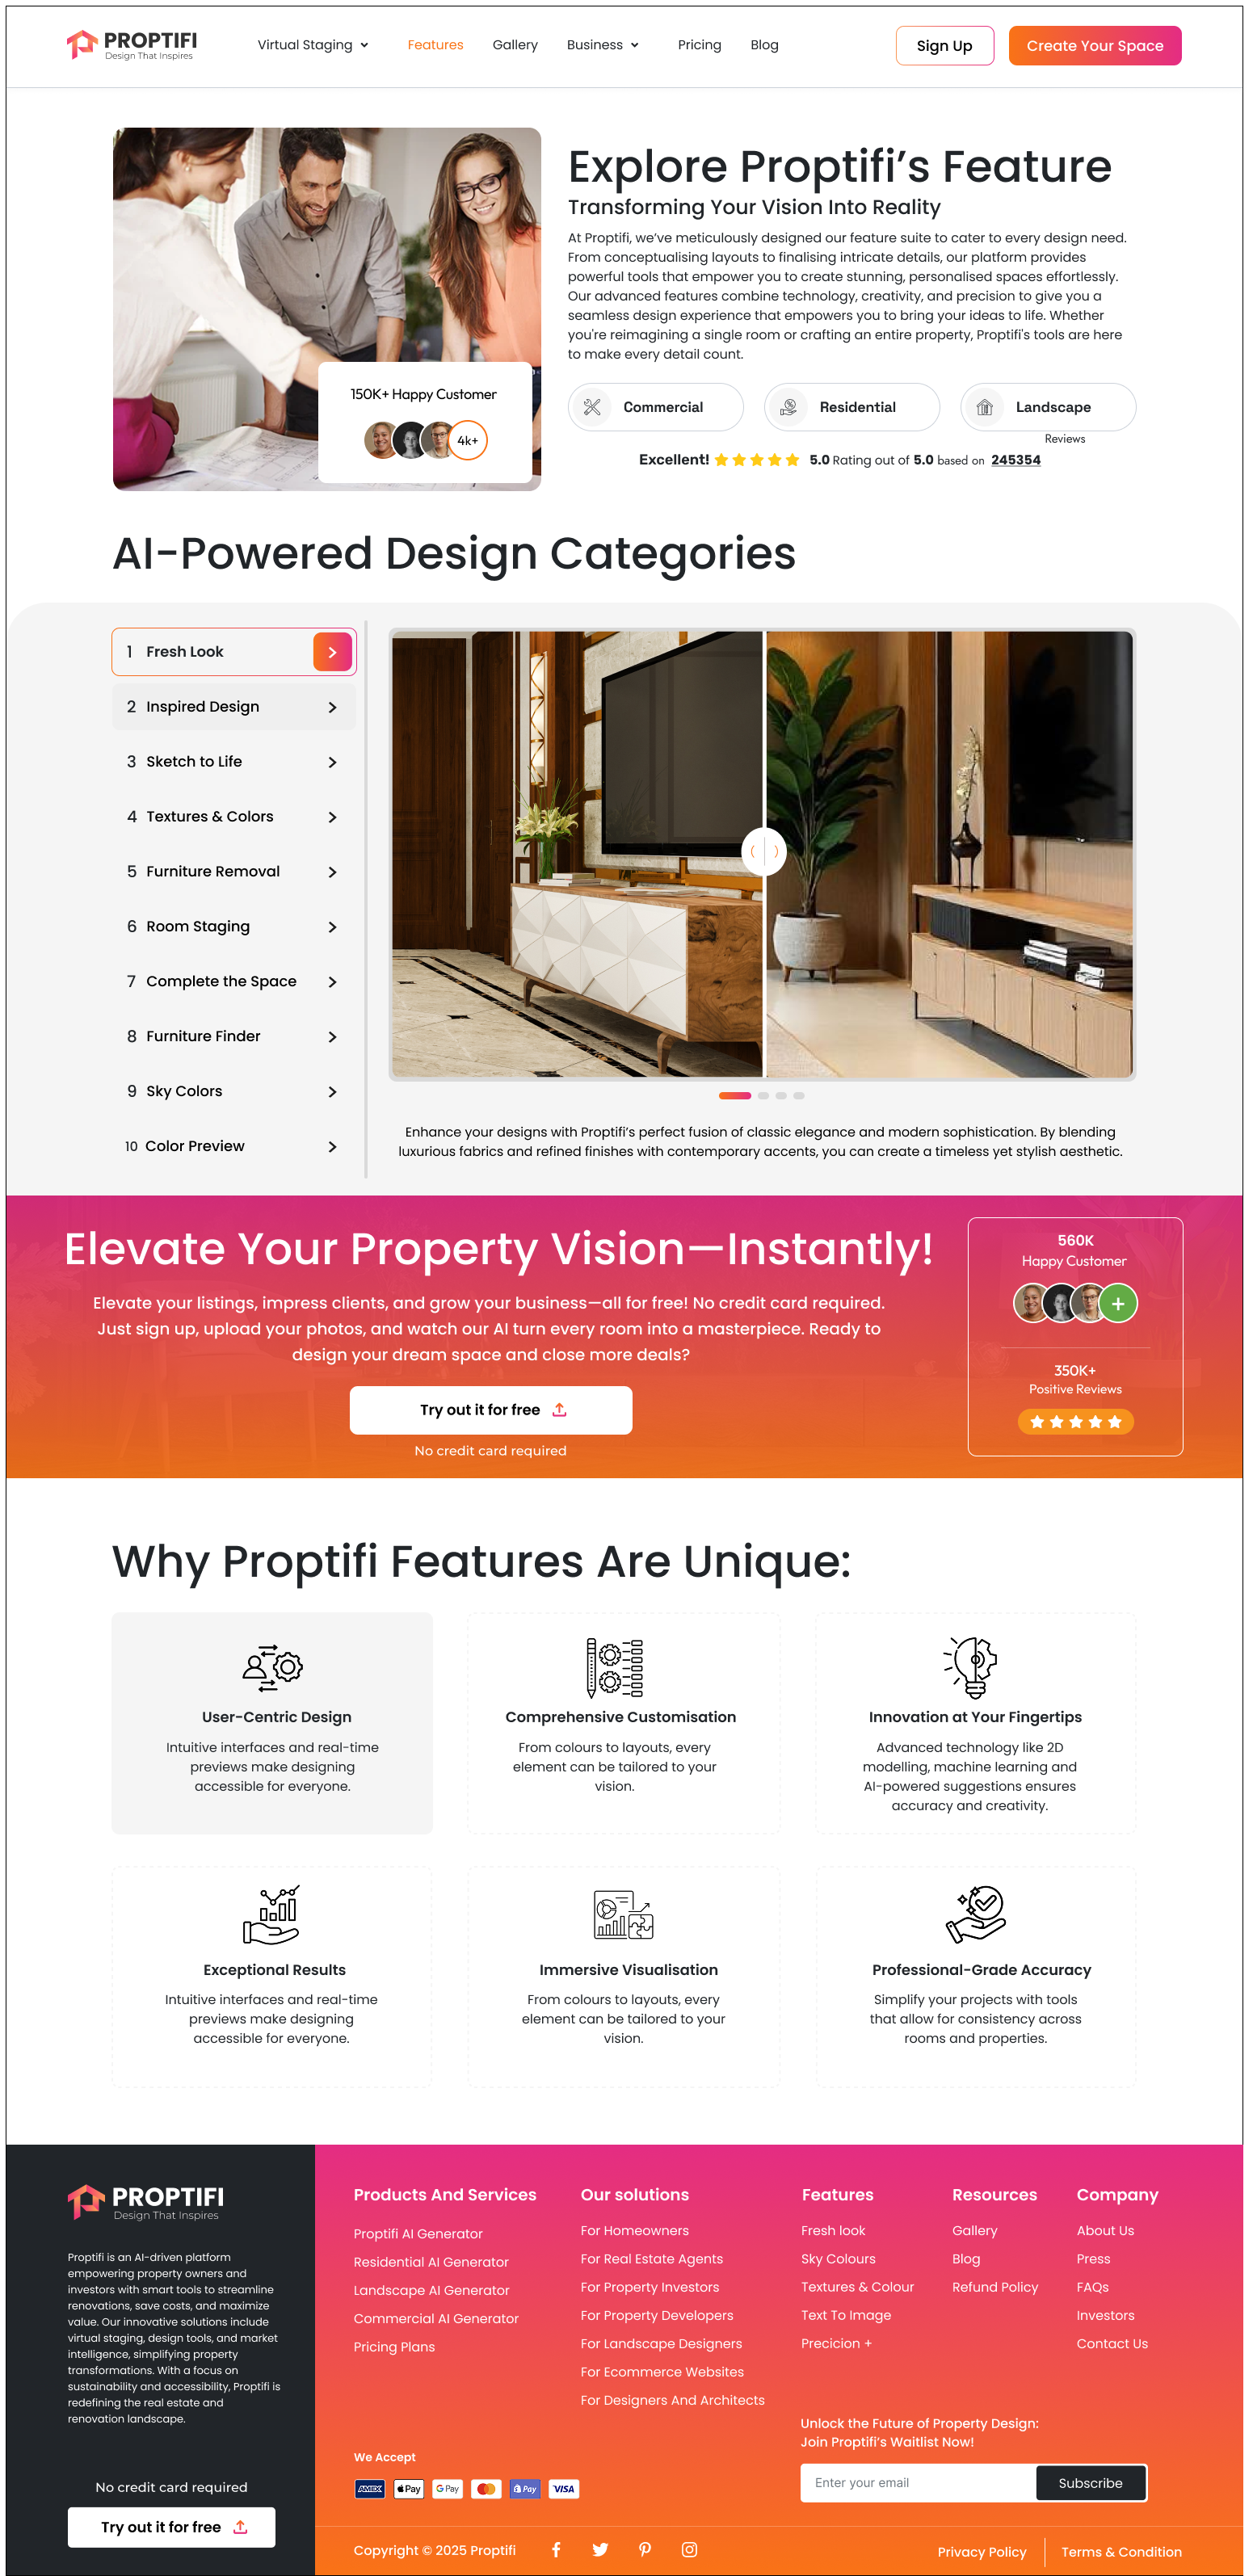 PROPTIFI
Design That Inspires
Virtual Staging
Features
Gallery
Business
Pricing
Blog
Sign Up
Create Your Space
150K+ Happy Customer
4k+
Explore Proptifi’s Feature
Transforming Your Vision Into Reality
At Proptifi, we’ve meticulously designed our feature suite to cater to every design need.
From conceptualising layouts to finalising intricate details, our platform provides
powerful tools that empower you to create stunning, personalised spaces effortlessly.
Our advanced features combine technology, creativity, and precision to give you a
seamless design experience that empowers you to bring your ideas to life. Whether
you're reimagining a single room or crafting an entire property, Proptifi's tools are here
to make every detail count.
Commercial
Residential
Landscape
Reviews
Excellent! 5.0 Rating out of 5.0 based on 245354
AI-Powered Design Categories
1 Fresh Look
2 Inspired Design
3 Sketch to Life
4 Textures & Colors
5 Furniture Removal
6 Room Staging
7 Complete the Space
8 Furniture Finder
9 Sky Colors
10 Color Preview
Enhance your designs with Proptifi’s perfect fusion of classic elegance and modern sophistication. By blending
luxurious fabrics and refined finishes with contemporary accents, you can create a timeless yet stylish aesthetic.
Elevate Your Property Vision—Instantly!
Elevate your listings, impress clients, and grow your business—all for free! No credit card required.
Just sign up, upload your photos, and watch our AI turn every room into a masterpiece. Ready to
design your dream space and close more deals?
Try out it for free
No credit card required
560K
Happy Customer
+
350K+
Positive Reviews
Why Proptifi Features Are Unique:
User-Centric Design
Intuitive interfaces and real-time
previews make designing
accessible for everyone.
Comprehensive Customisation
From colours to layouts, every
element can be tailored to your
vision.
Innovation at Your Fingertips
Advanced technology like 2D
modelling, machine learning and
AI-powered suggestions ensures
accuracy and creativity.
Exceptional Results
Intuitive interfaces and real-time
previews make designing
accessible for everyone.
Immersive Visualisation
From colours to layouts, every
element can be tailored to your
vision.
Professional-Grade Accuracy
Simplify your projects with tools
that allow for consistency across
rooms and properties.
PROPTIFI
Design That Inspires
Proptifi is an AI-driven platform
empowering property owners and
investors with smart tools to streamline
renovations, save costs, and maximize
value. Our innovative solutions include
virtual staging, design tools, and market
intelligence, simplifying property
transformations. With a focus on
sustainability and accessibility, Proptifi is
redefining the real estate and
renovation landscape.
No credit card required
Try out it for free
Products And Services
Proptifi AI Generator
Residential AI Generator
Landscape AI Generator
Commercial AI Generator
Pricing Plans
Our solutions
For Homeowners
For Real Estate Agents
For Property Investors
For Property Developers
For Landscape Designers
For Ecommerce Websites
For Designers And Architects
Features
Fresh look
Sky Colours
Textures & Colour
Text To Image
Precicion +
Resources
Gallery
Blog
Refund Policy
Company
About Us
Press
FAQs
Investors
Contact Us
We Accept
AMEX
Pay
G Pay
Pay
VISA
Unlock the Future of Property Design:
Join Proptifi’s Waitlist Now!
Enter your email
Subscribe
Copyright © 2025 Proptifi
Privacy Policy
Terms & Condition